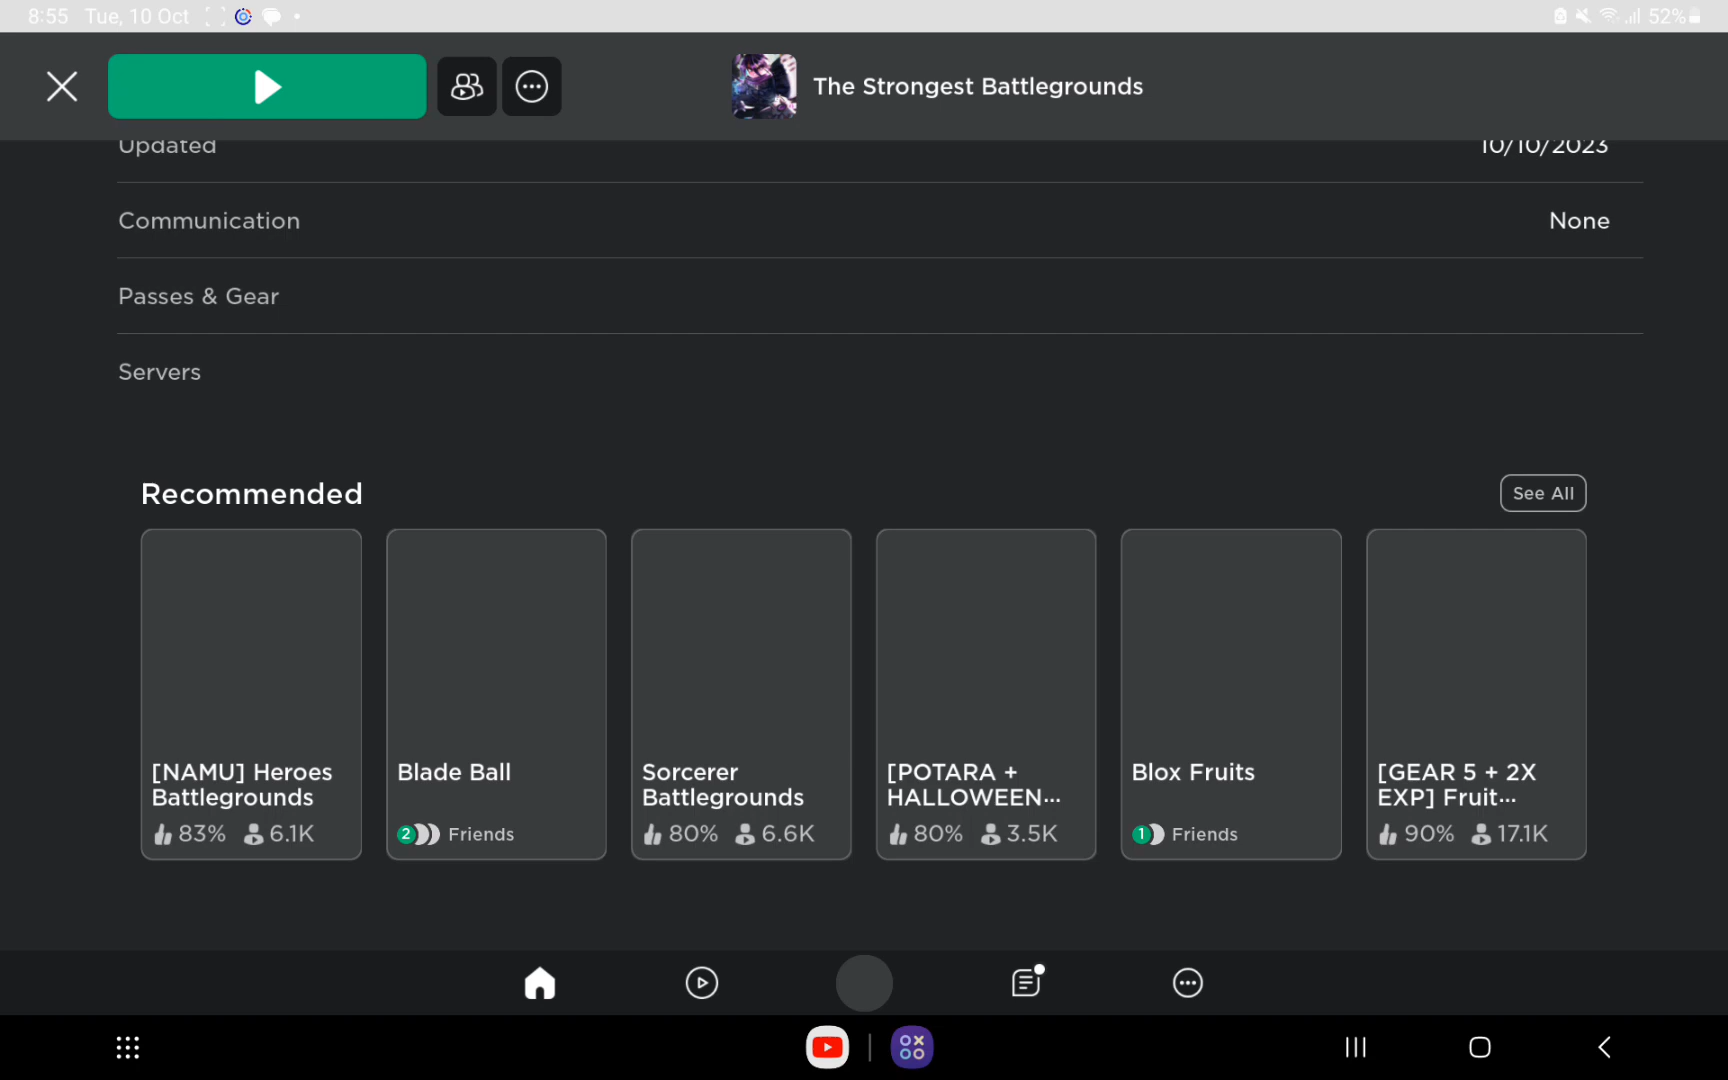 8:55 Tue, 10 Oct 52%
The Strongest Battlegrounds
Updated 10/10/2023
Communication None
Passes & Gear
Servers
Recommended See All
[NAMU] Heroes
Battlegrounds
83% 6.1K
Blade Ball
2 Friends
Sorcerer
Battlegrounds
80% 6.6K
[POTARA +
HALLOWEEN...
80% 3.5K
Blox Fruits
1 Friends
[GEAR 5 + 2X
EXP] Fruit...
90% 17.1K